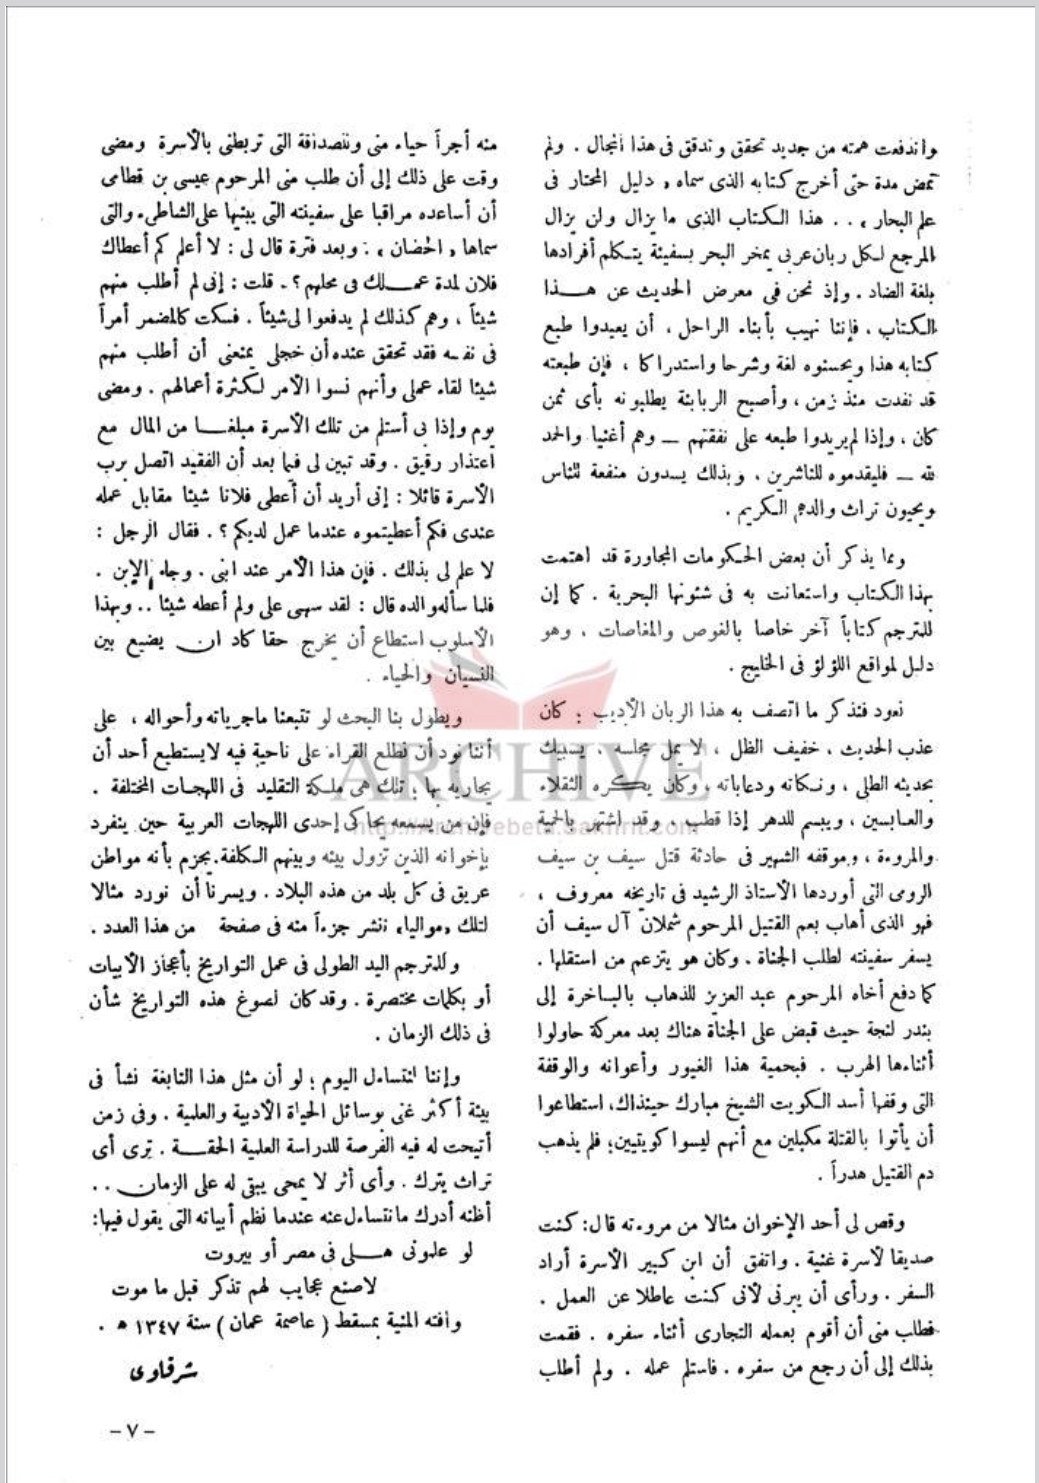 واندفعت همته من جديد تحقق وتدقق فى هذا المجال . ولم
تمض مدة حتى أخرج كتابه الذى سماه « دليل المحتار فى
علم البحار » . . هذا الكتاب الذى ما يزال ولن يزال
المرجع لكل ربان عربى يمخر البحر بسفينة يتكلم أفرادها
بلغة الضاد . وإذ نحن فى معرض الحديث عن هذا
الكتاب ، فإننا نهيب بأبناء الراحل ، أن يعيدوا طبع
كتابه هذا ويحسنوه لغة وشرحا واستدراكا ، فإن طبعته
قد نفدت منذ زمن ، وأصبح الربابنة يطلبونه بأى ثمن
كان ، وإذا لم يريدوا طبعه على نفقتهم — وهم أغنيا والحمد
لله — فليقدموه للناشرين ، وبذلك يسدون منفعة للناس
ويحيون تراث والدهم الكريم .
ومما يذكر أن بعض الحكومات المجاورة قد اهتمت
بهذا الكتاب واستعانت به فى شئونها البحرية . كما إن
للمترجم كتاباً آخر خاصا بالغوص والمغاصات ، وهو
دليل لمواقع اللؤلؤ فى الخليج .
نعود فنذكر ما اتصف به هذا الربان الأديب ؛ كان
عذب الحديث ، خفيف الظل ، لا يمل مجلسه ، يسبيك
بحديثه الطلى ، ونكاته ودعاباته ، وكان يكره الثقلاء
والعابسين ، ويبسم للدهر إذا قطب ، وقد اشتهر بالحمية
والمروءة ، وموقفه الشهير فى حادثة قتل سيف بن سيف
الرومى التى أوردها الأستاذ الرشيد فى تاريخه معروف ،
فهو الذى أهاب بعم القتيل المرحوم شملان آل سيف أن
يسفر سفينته لطلب الجناة . وكان هو يتزعم من استقلها .
كما دفع أخاه المرحوم عبد العزيز للذهاب بالباخرة إلى
بندر لنجة حيث قبض على الجناة هناك بعد معركة حاولوا
أثناءها الهرب . فبحمية هذا الغيور وأعوانه والوقفة
التى وقفها أسد الكويت الشيخ مبارك حينذاك، استطاعوا
أن يأتوا بالقتلة مكبلين مع أنهم ليسوا كويتيين؛ فلم يذهب
دم القتيل هدراً .
وقص لى أحد الإخوان مثالا من مروءته قال: كنت
صديقا لأسرة غنية . واتفق أن ابن كبير الأسرة أراد
السفر . ورأى أن يبرنى لأنى كنت عاطلا عن العمل .
فطلب منى أن أقوم بعمله التجارى أثناء سفره . فقمت
بذلك إلى أن رجع من سفره . فاستلم عمله . ولم أطلب
منه أجراً حياء منى وللصداقة التى تربطنى بالأسرة ومضى
وقت على ذلك إلى أن طلب منى المرحوم عيسى بن قطامى
أن أساعده مراقبا على سفينته التى يبنيها على الشاطىء والتى
سماها « الحضان » . وبعد فترة قال لى : لا أعلم كم أعطاك
فلان لمدة عملك فى محلهم ؟ . قلت : إنى لم أطلب منهم
شيئاً ، وهم كذلك لم يدفعوا لى شيئاً . فسكت كالمضمر أمراً
فى نفسه فقد تحقق عنده أن خجلى يمنعنى أن أطلب منهم
شيئا لقاء عملى وأنهم نسوا الأمر لكثرة أعمالهم . ومضى
يوم وإذا بى أستلم من تلك الأسرة مبلغا من المال مع
اعتذار رقيق . وقد تبين لى فيما بعد أن الفقيد اتصل برب
الأسرة قائلا : إنى أريد أن أعطى فلانا شيئا مقابل عمله
عندى فكم أعطيتموه عندما عمل لديكم ؟ . فقال الرجل :
لا علم لى بذلك . فإن هذا الأمر عند ابنى . وجاء الإبن .
فلما سأله والده قال : لقد سهى على ولم أعطه شيئا .. وبهذا
الأسلوب استطاع أن يخرج حقا كاد ان يضيع بين
النسيان والحياء .
ويطول بنا البحث لو تتبعنا ماجرياته وأحواله ، على
أننا نود أن نطلع القراء على ناحية فيه لا يستطيع أحد أن
يجاريه بها ؛ تلك هى ملكة التقليد فى اللهجات المختلفة .
فإن من يسمعه يحاكى إحدى اللهجات العربية حين ينفرد
بإخوانه الذين تزول بينه وبينهم الكلفة. يجزم بأنه مواطن
عريق فى كل بلد من هذه البلاد . ويسرنا أن نورد مثالا
لتلك «مواليا» ننشر جزءاً منه فى صفحة من هذا العدد .
وللمترجم اليد الطولى فى عمل التواريخ بأعجاز الأبيات
أو بكلمات مختصرة . وقد كان لصوغ هذه التواريخ شأن
فى ذلك الزمان .
وإننا لنتساءل اليوم ؛ لو أن مثل هذا النابغة نشأ فى
بيئة أكثر غنى بوسائل الحياة الأدبية والعلمية . وفى زمن
أتيحت له فيه الفرصة للدراسة العلمية الحقة . ترى أى
تراث يترك . وأى أثر لا يمحى يبقى له على الزمان . .
أظنه أدرك ما نتساءل عنه عندما نظم أبياته التى يقول فيها:
لو علمونى هلى فى مصر أو بيروت
لاصنع عجايب لهم تذكر قبل ما موت
وافته المنية بمسقط ( عاصمة عمان ) سنة ١٣٤٧ ه .
شرقاوى
– ٧ –
ARCHIVE
http://Archivebeta.Sakhrit.com